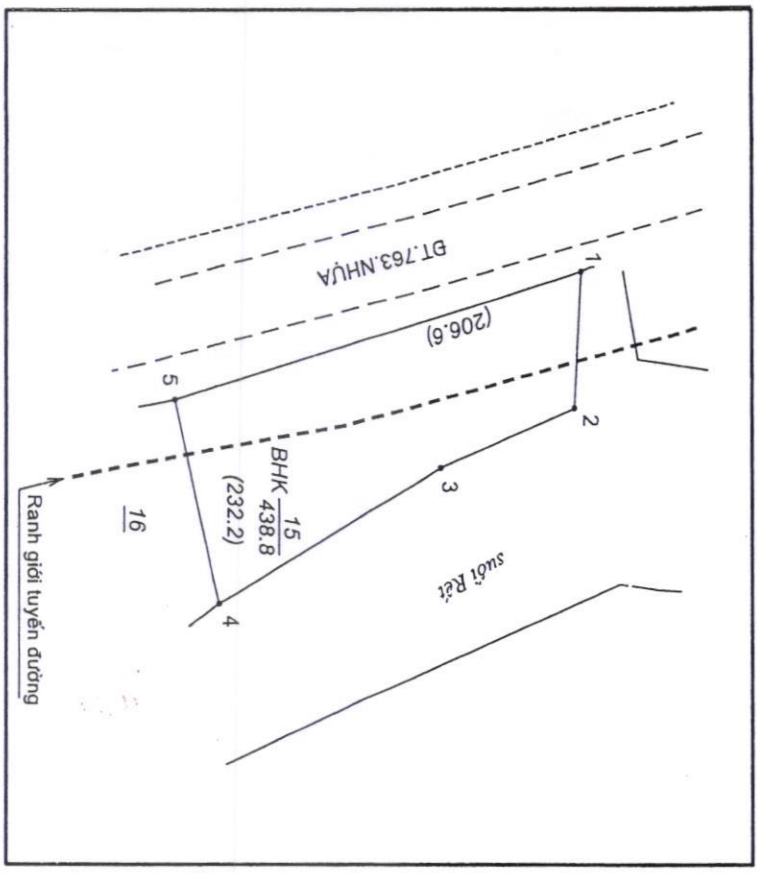 ĐT.763.NHỰA
1
(206.6)
5
2
3
BHK 15
438.8
(232.2)
16
suối Rết
4
Ranh giới tuyến đường